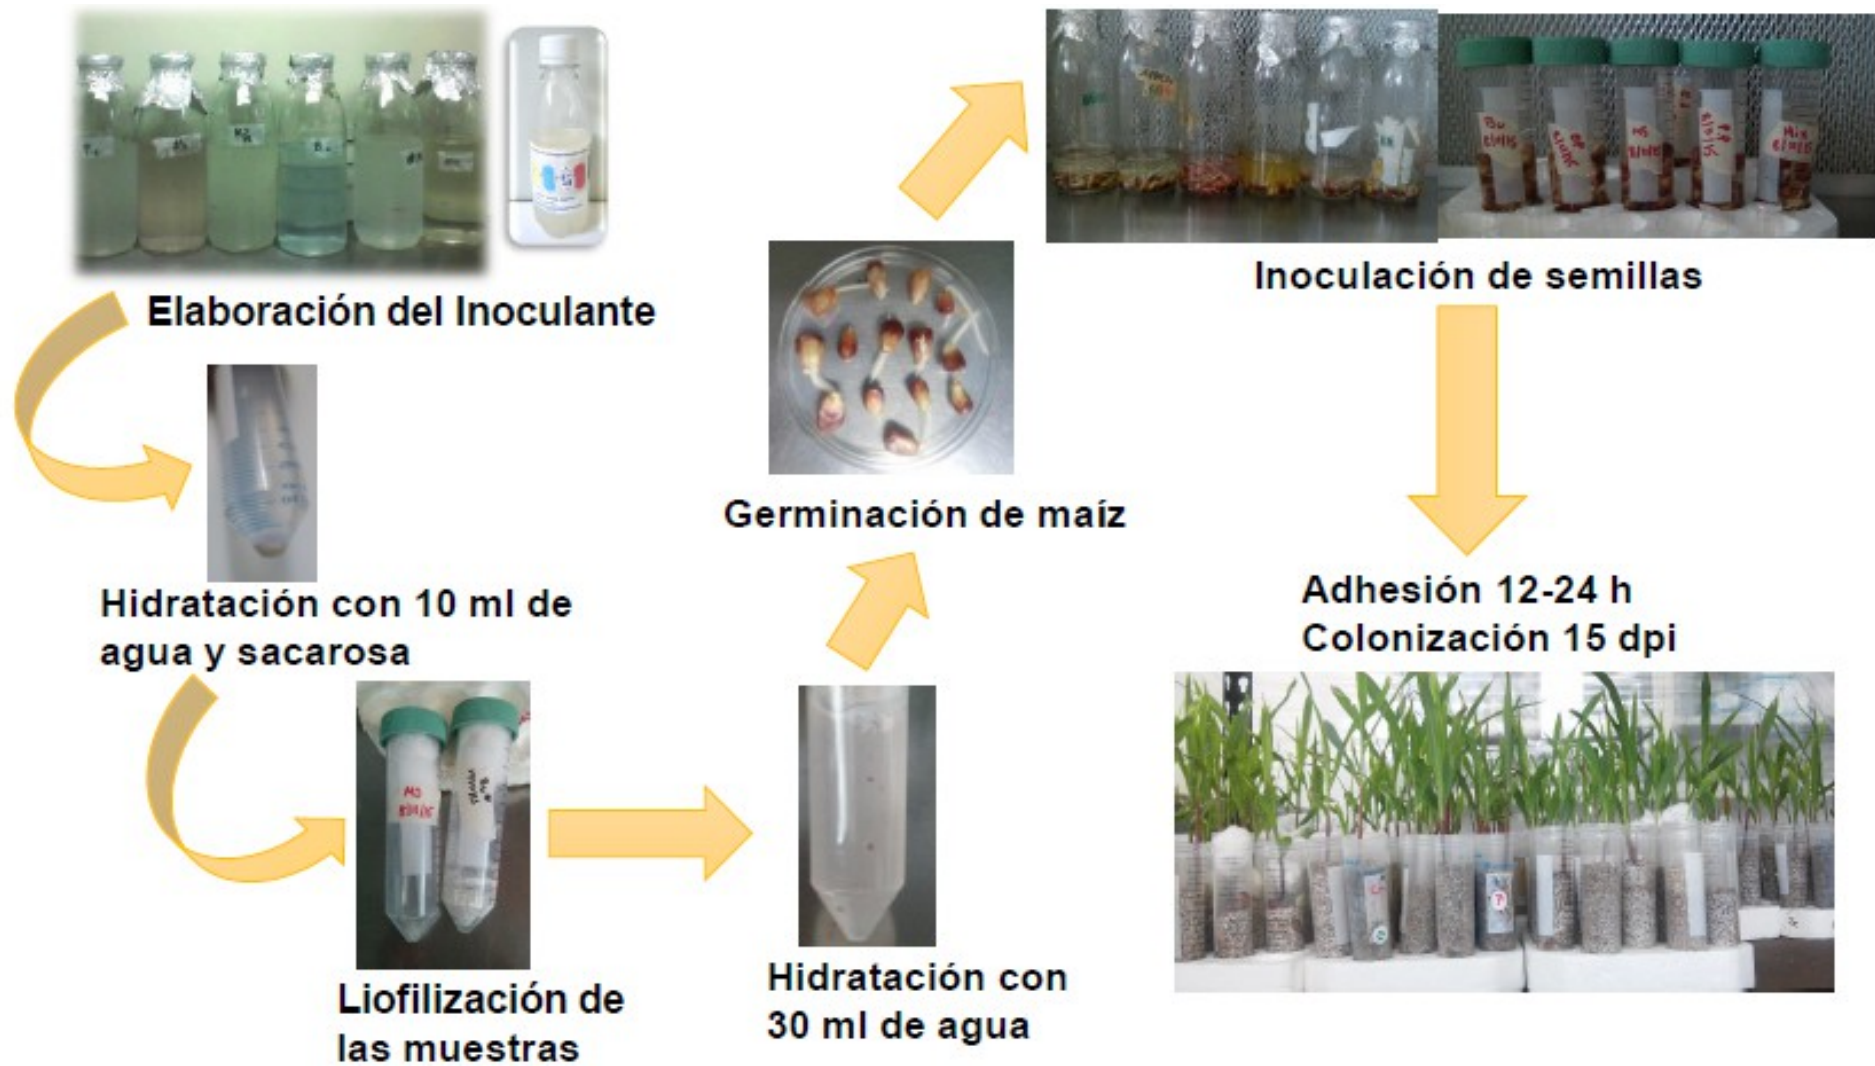 Elaboración del Inoculante
Hidratación con 10 ml de
agua y sacarosa
Liofilización de
las muestras
Hidratación con
30 ml de agua
Germinación de maíz
Inoculación de semillas
Adhesión 12-24 h
Colonización 15 dpi